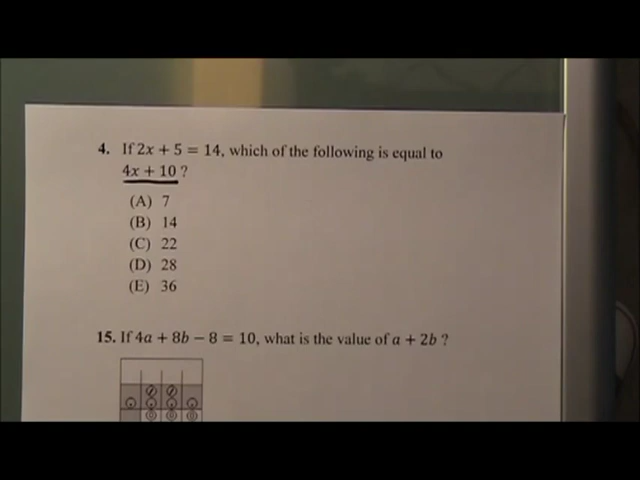 4. If 2x + 5 = 14, which of the following is equal to
4x + 10 ?
(A) 7
(B) 14
(C) 22
(D) 28
(E) 36
15. If 4a + 8b − 8 = 10, what is the value of a + 2b ?